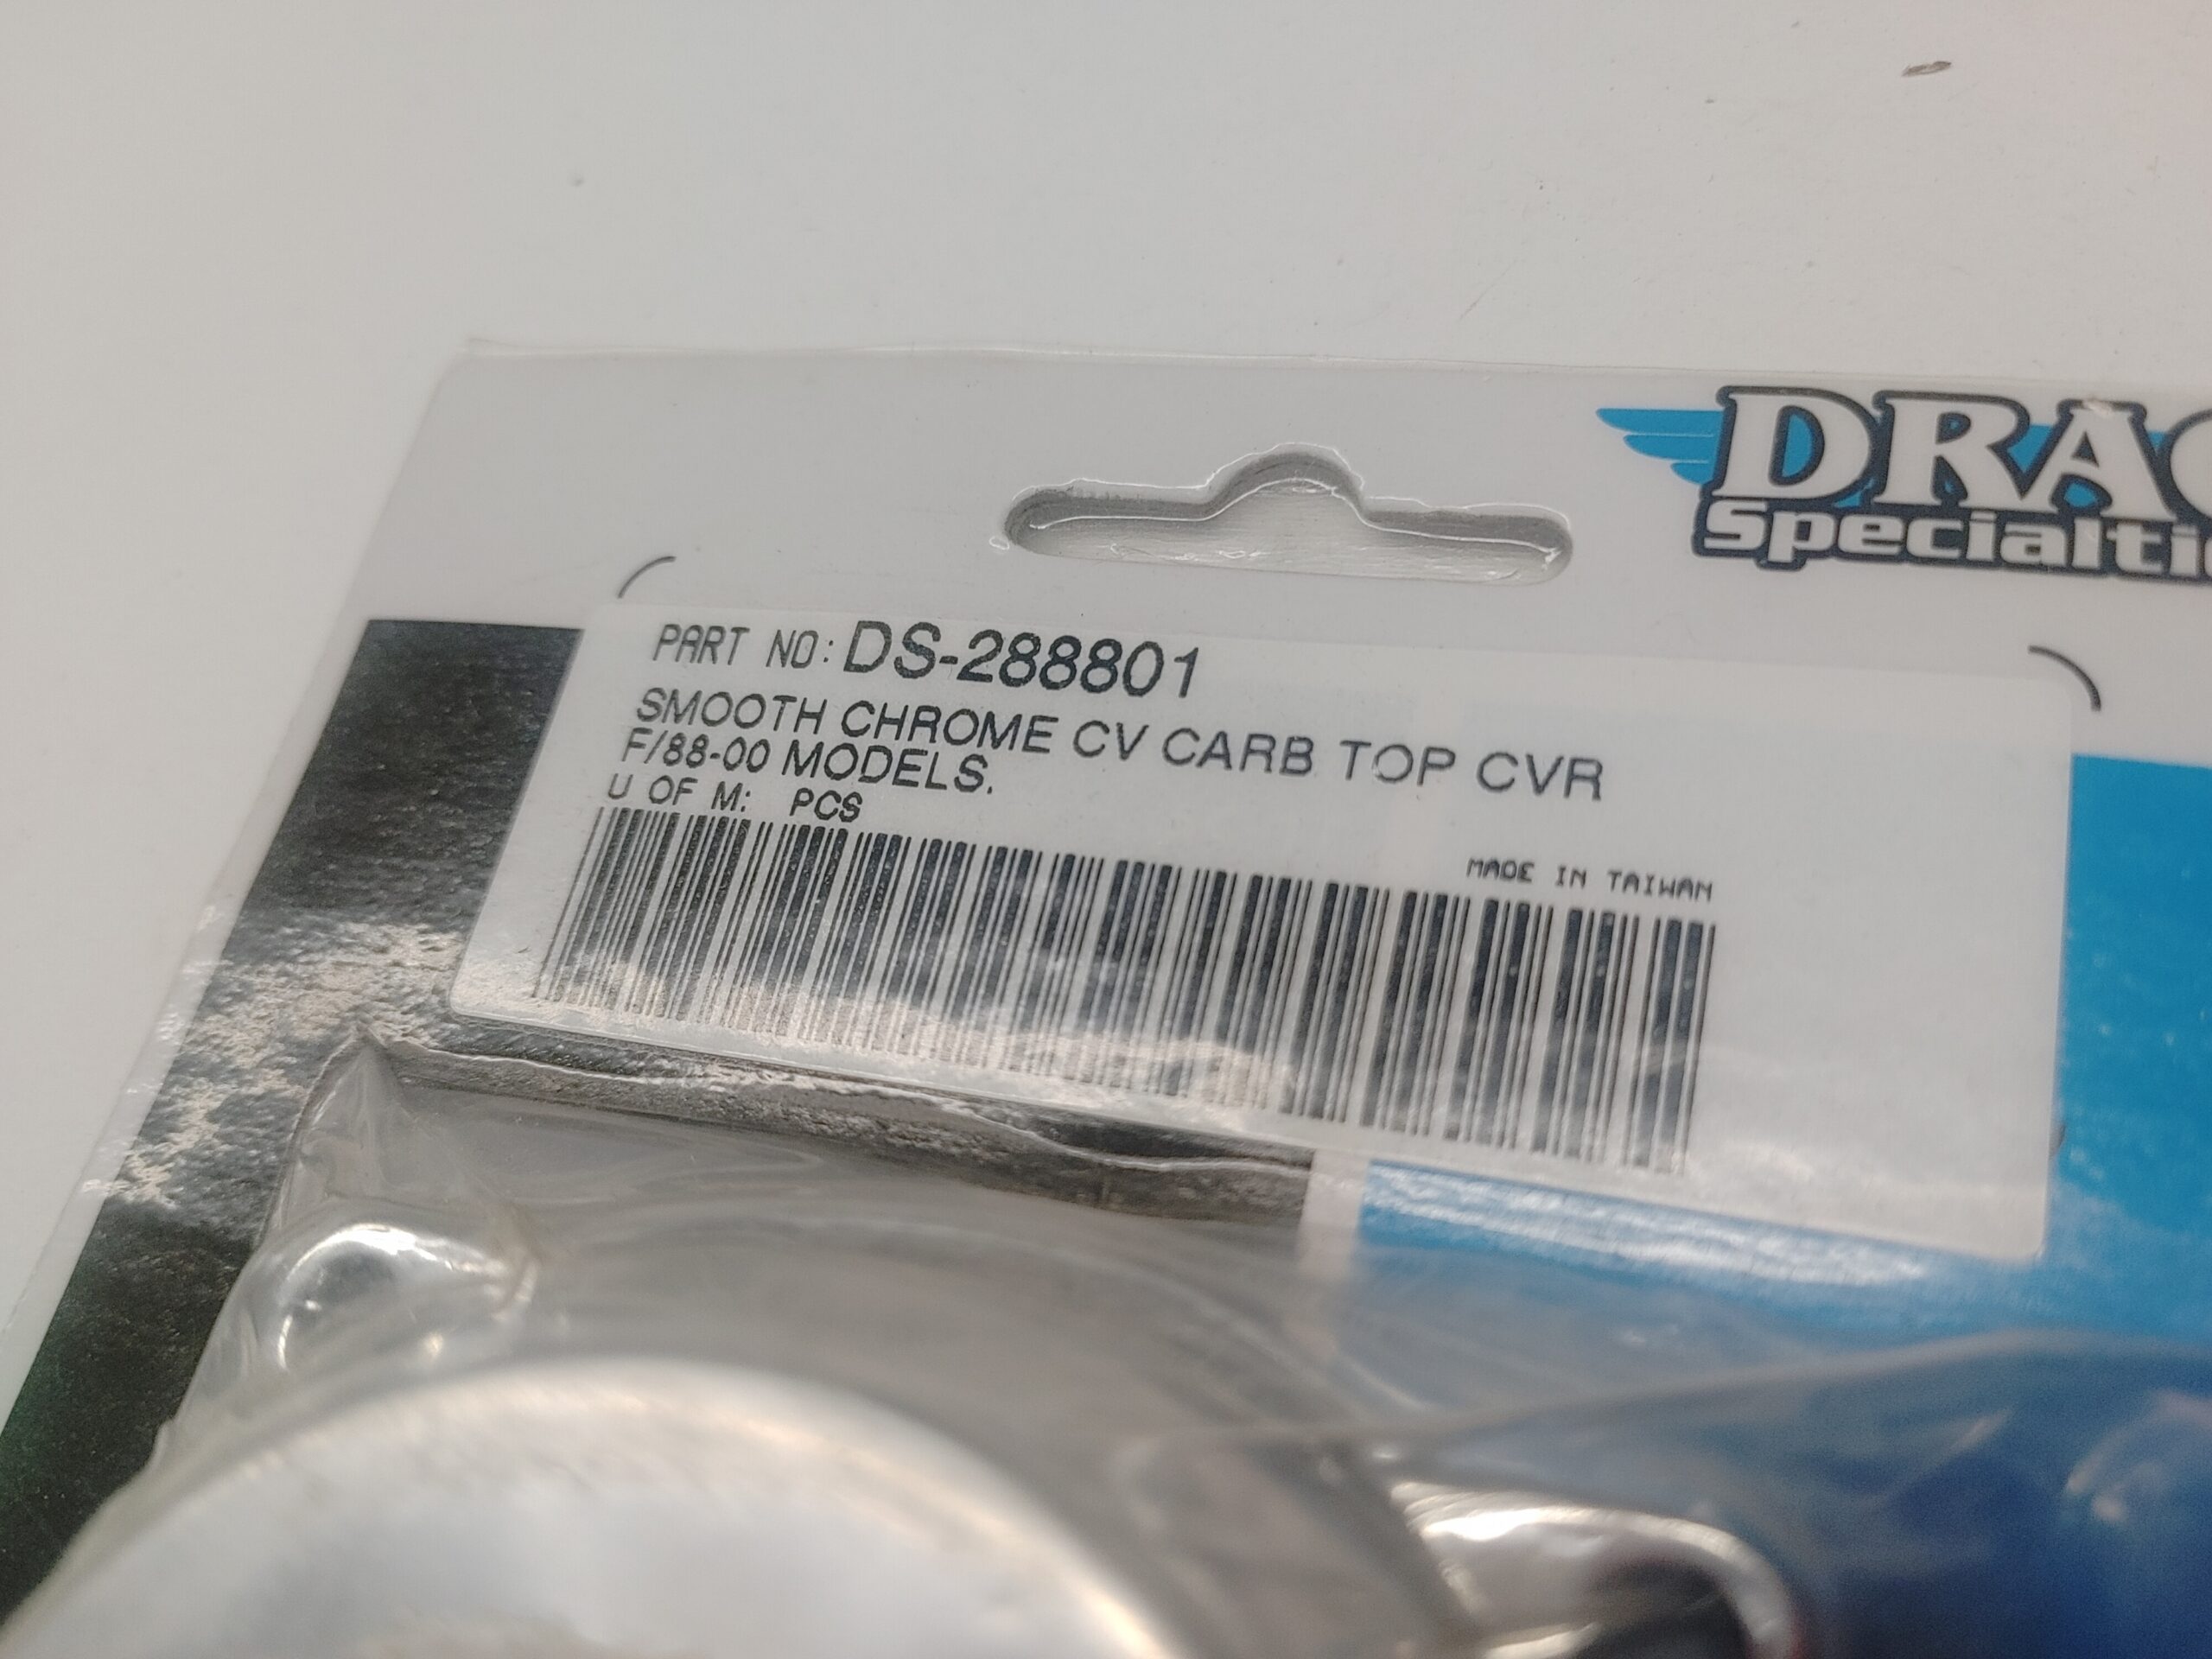 DRAG
Specialti
PART NO: DS-288801
SMOOTH CHROME CV CARB TOP CVR
F/88-00 MODELS.
U OF M: PCS
MADE IN TAIWAN